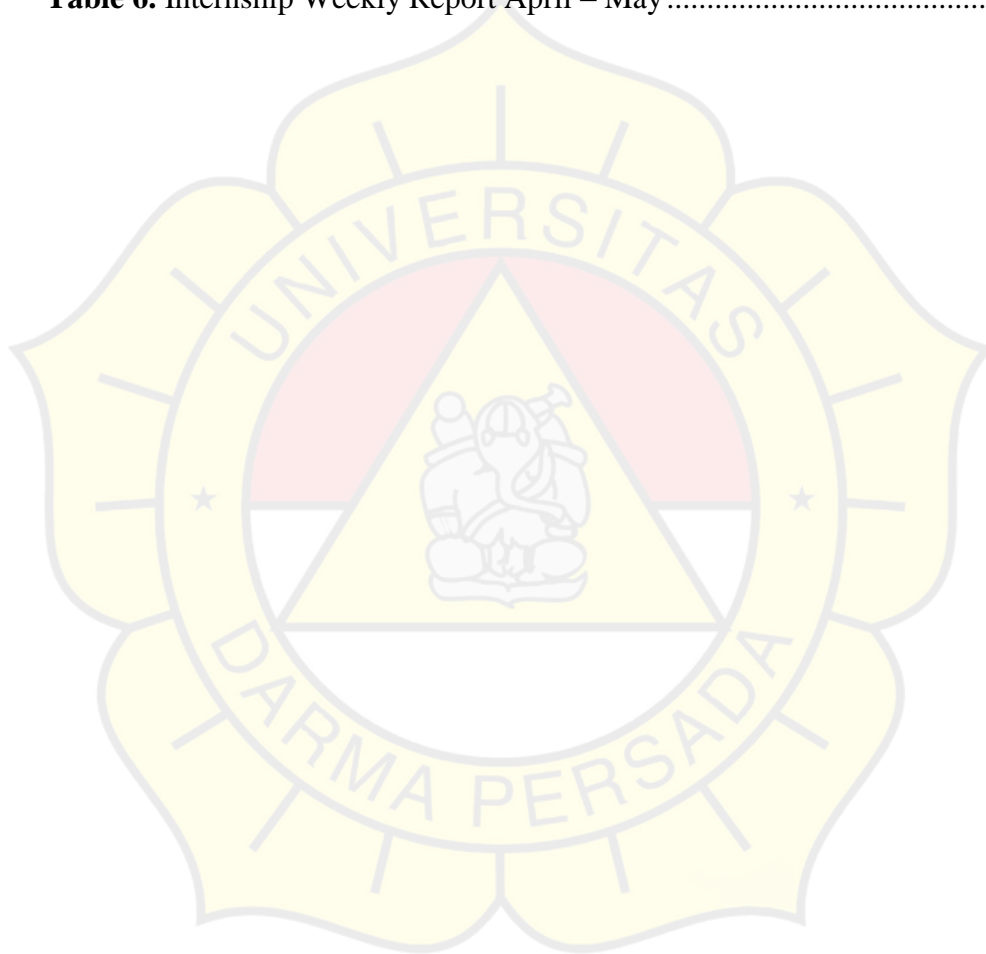 Table 6. Internship Weekly Report April – May.......................................
UNIVERSITAS
DARMA PERSADA